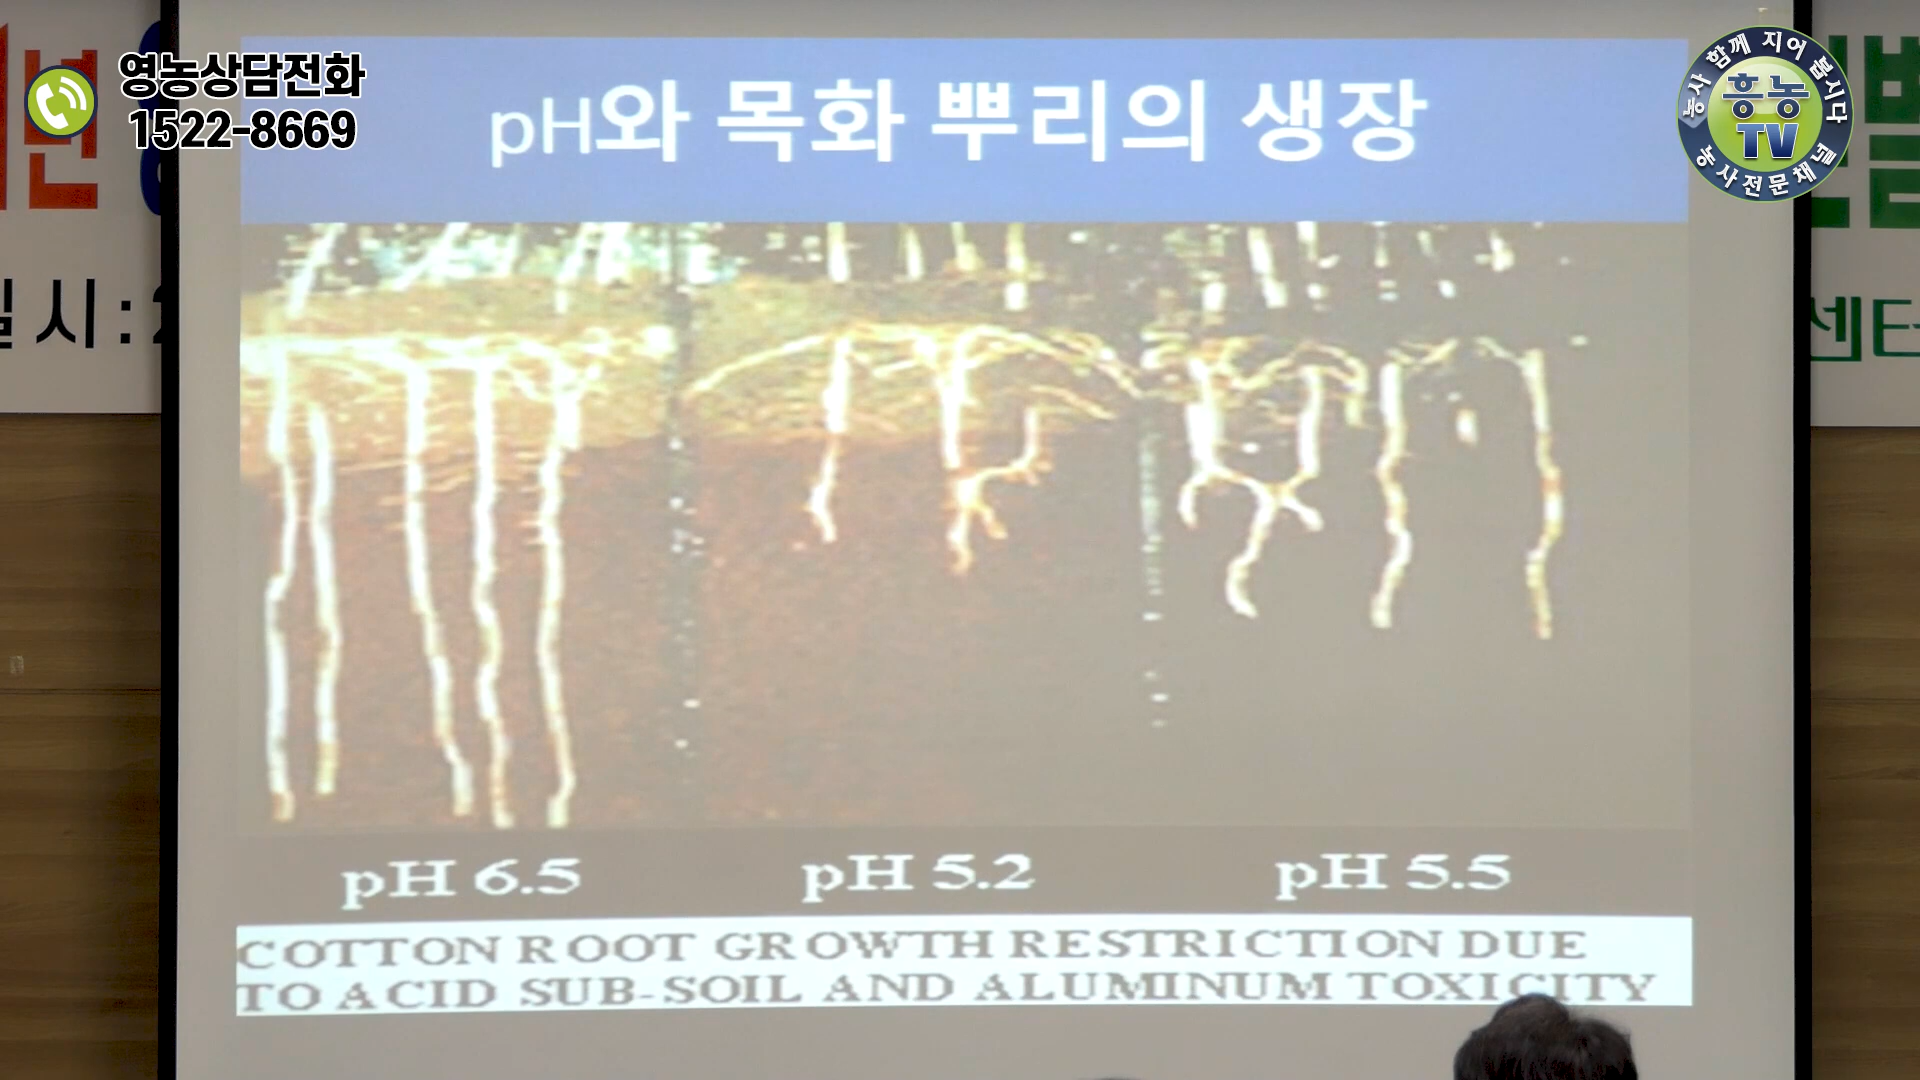 영농상담전화
1522-8669
농사 함께 지어 봅시다
흥농
TV
농사전문채널
pH와 목화 뿌리의 생장
시:
센터
pH 6.5
pH 5.2
pH 5.5
COTTON ROOT GROWTH RESTRICTION DUE
TO ACID SUB-SOIL AND ALUMINUM TOXICITY